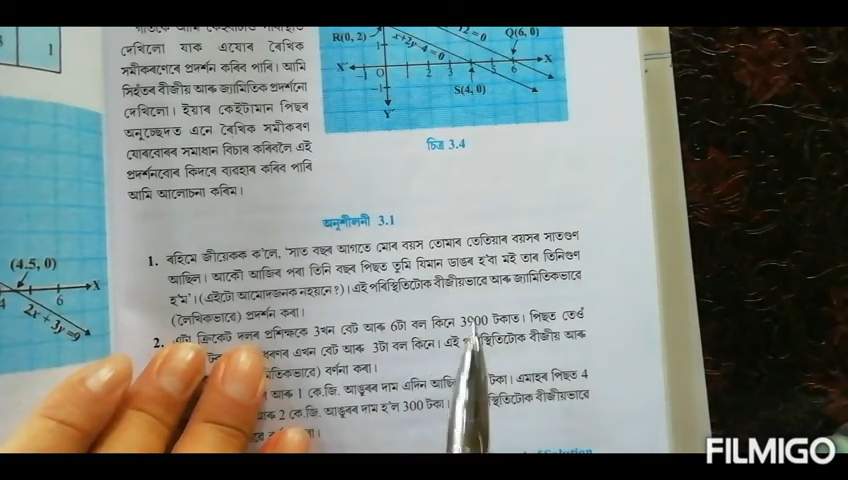 1
দেখিলো যাক এযোৰ ৰৈখিক
সমীকৰণেৰে প্ৰদৰ্শন কৰিব পাৰি। আমি
সিহঁতৰ বীজীয় আৰু জ্যামিতিক প্ৰদৰ্শনো
দেখিলো। ইয়াৰ কেইটামান পিছৰ
অনুচ্ছেদত এনে ৰৈখিক সমীকৰণ
যোৰবোৰৰ সমাধান বিচাৰ কৰিবলৈ এই
প্ৰদৰ্শনবোৰ কিদৰে ব্যৱহাৰ কৰিব পাৰি
আমি আলোচনা কৰিম।
R(0, 2)
x+2y-4=0
Q(6, 0)
X′ -1 O 1 2 3 4 5 6 X
S(4, 0)
-1
Y′
চিত্ৰ 3.4
(4.5, 0)
4 6 X
2x + 3y = 9
অনুশীলনী 3.1
1. ৰহিমে জীয়েকক ক'লে, 'সাত বছৰ আগতে মোৰ বয়স তোমাৰ তেতিয়াৰ বয়সৰ সাতগুণ
আছিল। আকৌ আজিৰ পৰা তিনি বছৰ পিছত তুমি যিমান ডাঙৰ হ'বা মই তাৰ তিনিগুণ
হ'ম'। (এইটো আমোদজনক নহয়নে?)। এই পৰিস্থিতিটোক বীজীয়ভাৱে আৰু জ্যামিতিকভাৱে
(লৈখিকভাৱে) প্ৰদৰ্শন কৰা।
2. এটা ক্ৰিকেট দলৰ প্ৰশিক্ষকে 3খন বেট আৰু 6টা বল কিনে 3900 টকাত। পিছত তেওঁ
এখন বেট আৰু 3টা বল কিনে। এই
বীজীয় আৰু
বৰ্ণনা কৰা।
আৰু 1 কে.জি. আঙুৰৰ দাম এদিন
টকা। এমাহৰ পিছত 4
আৰু 2 কে.জি. আঙুৰৰ দাম হ'ল 300 টকা।
বীজীয়ভাৱে
FILMIGO